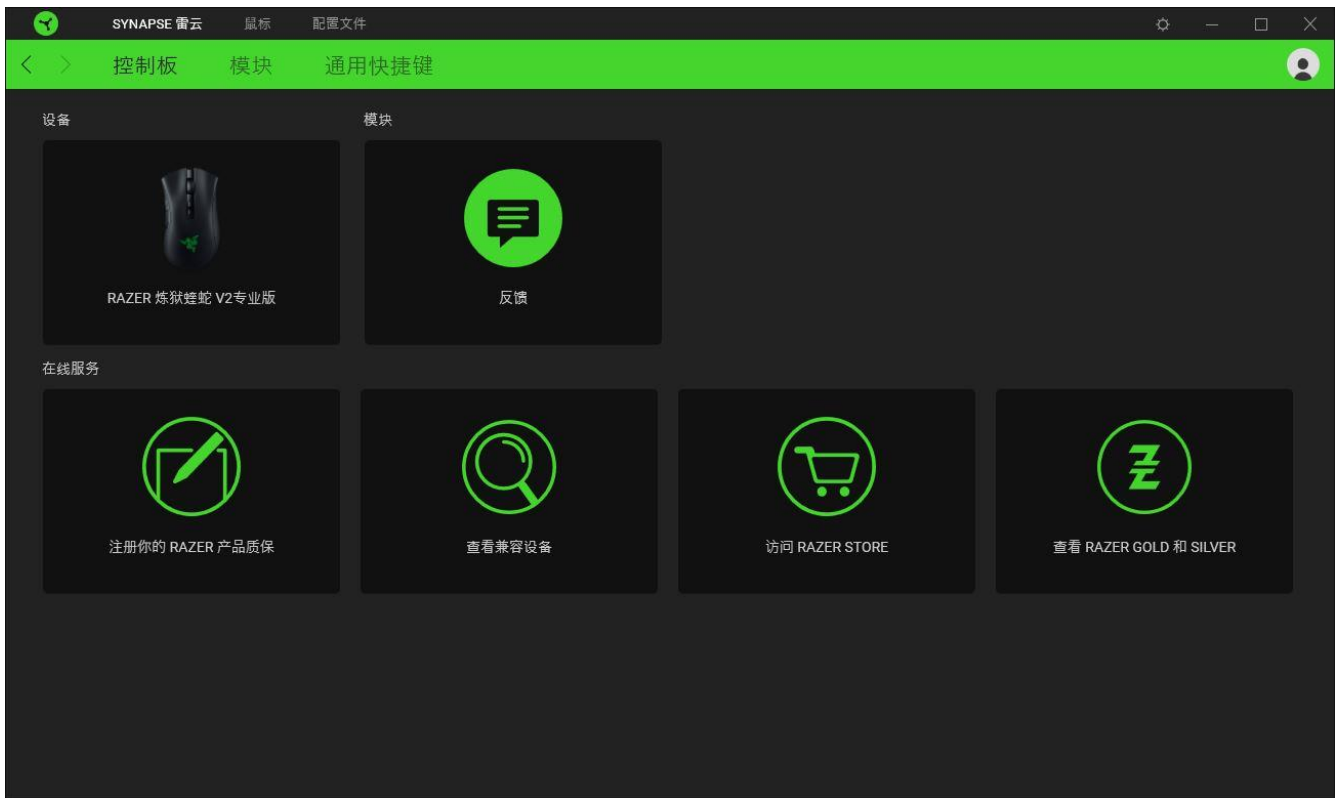 SYNAPSE 雷云 鼠标 配置文件
控制板 模块 通用快捷键
设备 模块
RAZER 炼狱蝰蛇 V2专业版 反馈
在线服务
注册你的 RAZER 产品质保 查看兼容设备 访问 RAZER STORE 查看 RAZER GOLD 和 SILVER